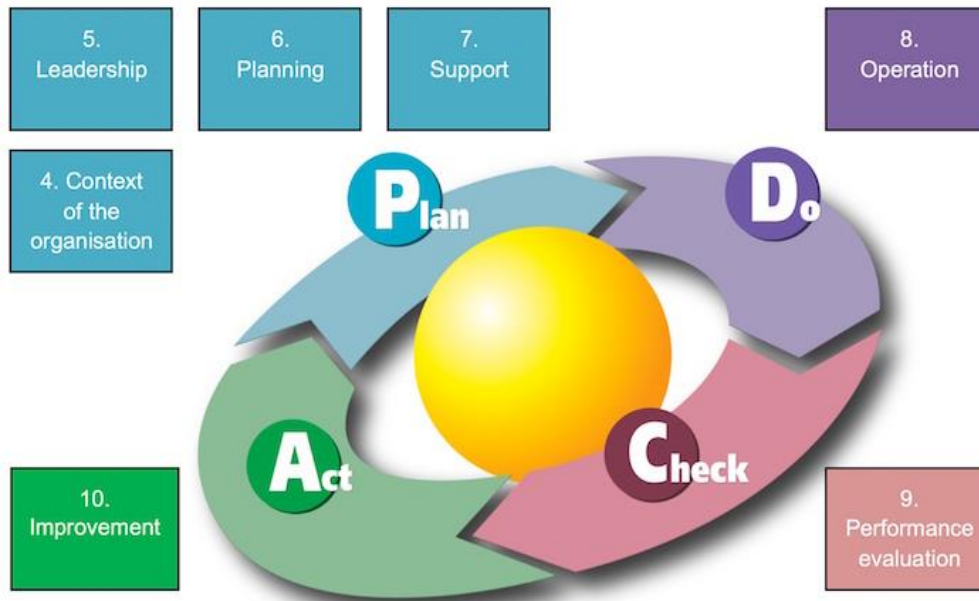 5.
Leadership
6.
Planning
7.
Support
8.
Operation
4. Context
of the
organisation
Plan
Do
Act
Check
10.
Improvement
9.
Performance
evaluation